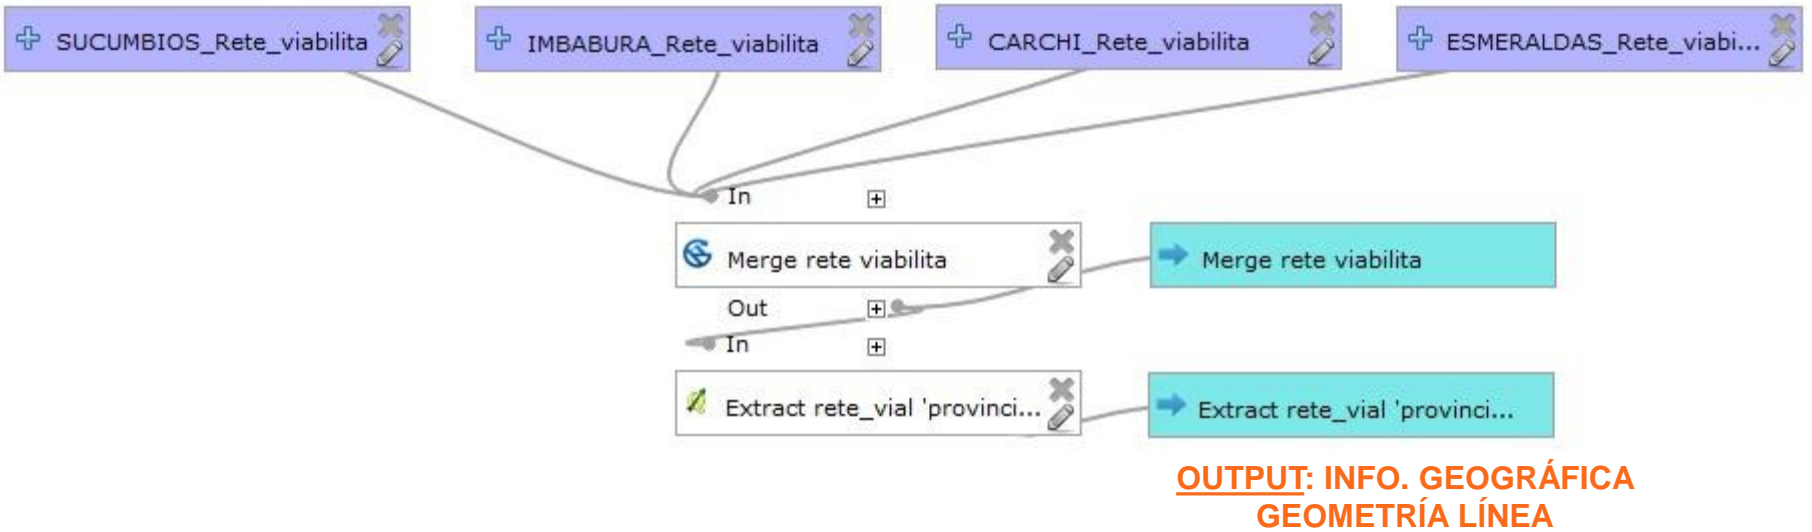 SUCUMBIOS_Rete_viabilita
IMBABURA_Rete_viabilita
CARCHI_Rete_viabilita
ESMERALDAS_Rete_viabi...
In
Merge rete viabilita
Merge rete viabilita
Out
In
Extract rete_vial 'provinci...
Extract rete_vial 'provinci...
OUTPUT: INFO. GEOGRÁFICA
GEOMETRÍA LÍNEA